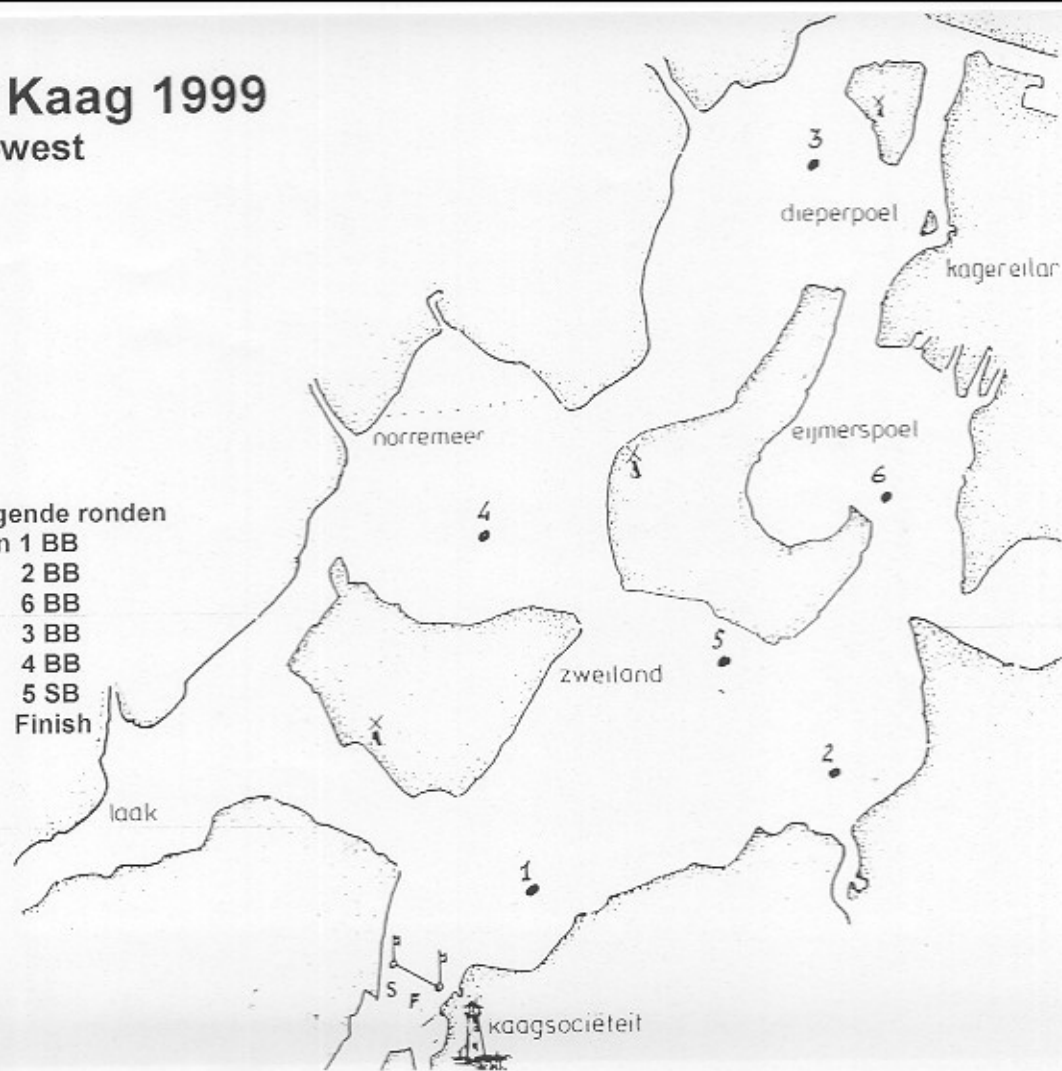 Kaag 1999
west
3
dieperpoel
kagereilar
norremeer
eijmerspoel
6
4
gende ronden
n 1 BB
2 BB
6 BB
3 BB
4 BB
5 SB
Finish
5
zweiland
2
laak
1
S
F
kaagsociëteit